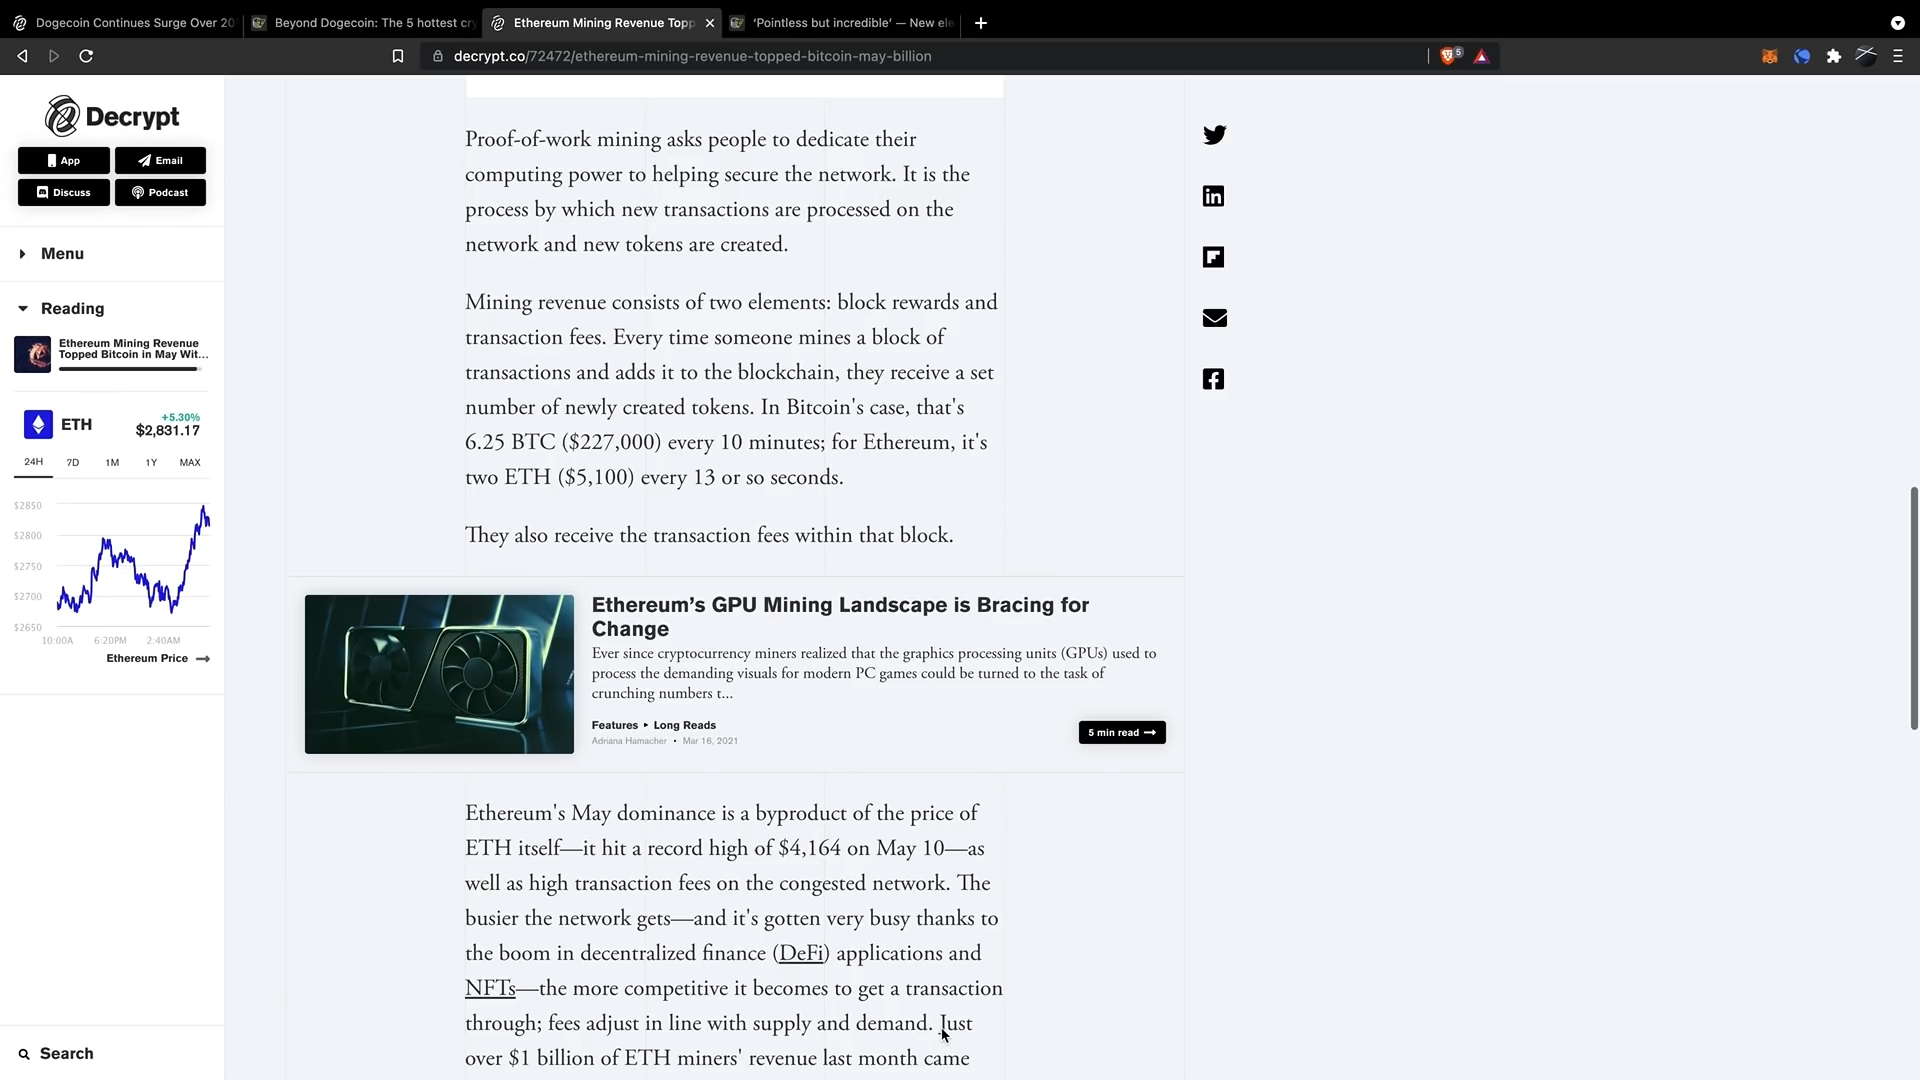 Dogecoin Continues Surge Over 20
Beyond Dogecoin: The 5 hottest cry
Ethereum Mining Revenue Topp
‘Pointless but incredible’ — New ele
decrypt.co/72472/ethereum-mining-revenue-topped-bitcoin-may-billion
5
Decrypt
App
Email
Discuss
Podcast
Menu
Reading
Ethereum Mining Revenue
Topped Bitcoin in May Wit...
ETH
+5.30%
$2,831.17
24H
7D
1M
1Y
MAX
$2850
$2800
$2750
$2700
$2650
10:00A
6:20PM
2:40AM
Ethereum Price
Search
Proof-of-work mining asks people to dedicate their
computing power to helping secure the network. It is the
process by which new transactions are processed on the
network and new tokens are created.
Mining revenue consists of two elements: block rewards and
transaction fees. Every time someone mines a block of
transactions and adds it to the blockchain, they receive a set
number of newly created tokens. In Bitcoin's case, that's
6.25 BTC ($227,000) every 10 minutes; for Ethereum, it's
two ETH ($5,100) every 13 or so seconds.
They also receive the transaction fees within that block.
Ethereum’s GPU Mining Landscape is Bracing for
Change
Ever since cryptocurrency miners realized that the graphics processing units (GPUs) used to
process the demanding visuals for modern PC games could be turned to the task of
crunching numbers t...
Features ‣ Long Reads
Adriana Hamacher • Mar 16, 2021
5 min read
Ethereum's May dominance is a byproduct of the price of
ETH itself—it hit a record high of $4,164 on May 10—as
well as high transaction fees on the congested network. The
busier the network gets—and it's gotten very busy thanks to
the boom in decentralized finance (DeFi) applications and
NFTs—the more competitive it becomes to get a transaction
through; fees adjust in line with supply and demand. Just
over $1 billion of ETH miners' revenue last month came